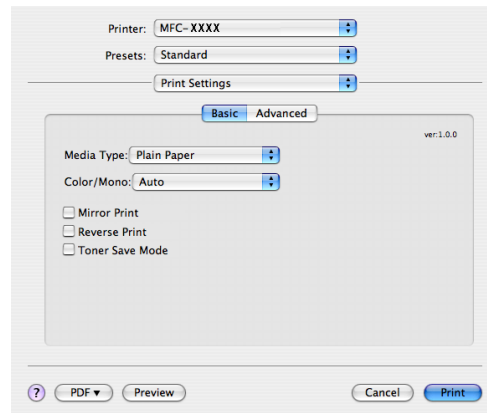 Printer: MFC-XXXX
Presets: Standard
Print Settings
Basic Advanced
ver:1.0.0
Media Type: Plain Paper
Color/Mono: Auto
Mirror Print
Reverse Print
Toner Save Mode
? PDF▼ Preview Cancel Print